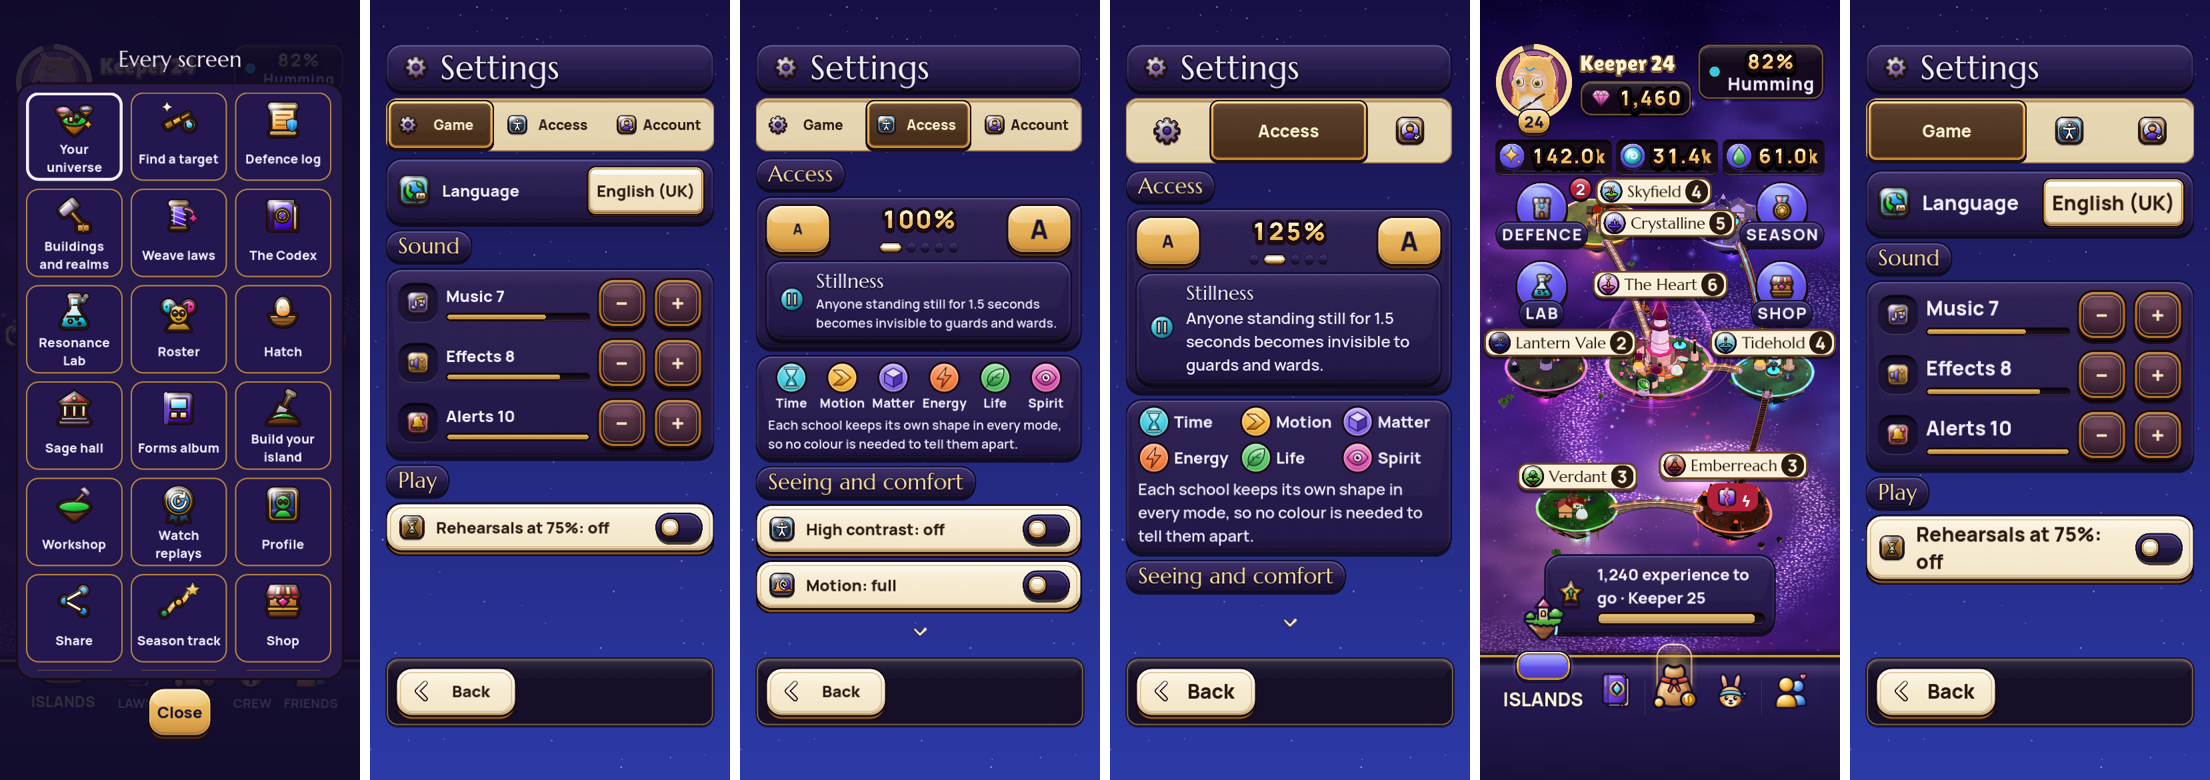 Every screen
Keeper 24
82%
Humming
Your
universe
Find a target
Defence log
Buildings
and realms
Weave laws
The Codex
Resonance
Lab
Roster
Hatch
Sage hall
Forms album
Build your
island
Workshop
Watch
replays
Profile
Share
Season track
Shop
ISLANDS
LAW
CREW
FRIENDS
Close
Settings
Game
Access
Account
Language
English (UK)
Sound
Music 7
Effects 8
Alerts 10
Play
Rehearsals at 75%: off
Back
Settings
Game
Access
Account
Access
A
100%
A
Stillness
Anyone standing still for 1.5 seconds
becomes invisible to guards and wards.
Time
Motion
Matter
Energy
Life
Spirit
Each school keeps its own shape in every mode,
so no colour is needed to tell them apart.
Seeing and comfort
High contrast: off
Motion: full
Back
Settings
Access
Access
A
125%
A
Stillness
Anyone standing still for 1.5
seconds becomes invisible to
guards and wards.
Time
Motion
Matter
Energy
Life
Spirit
Each school keeps its own shape in
every mode, so no colour is needed to
tell them apart.
Seeing and comfort
Back
Keeper 24
1,460
82%
Humming
24
142.0k
31.4k
61.0k
2
Skyfield 4
Crystalline 5
DEFENCE
SEASON
The Heart 6
LAB
SHOP
Lantern Vale 2
Tidehold 4
Verdant 3
Emberreach 3
1,240 experience to
go · Keeper 25
ISLANDS
Settings
Game
Language
English (UK)
Sound
Music 7
Effects 8
Alerts 10
Play
Rehearsals at 75%:
off
Back